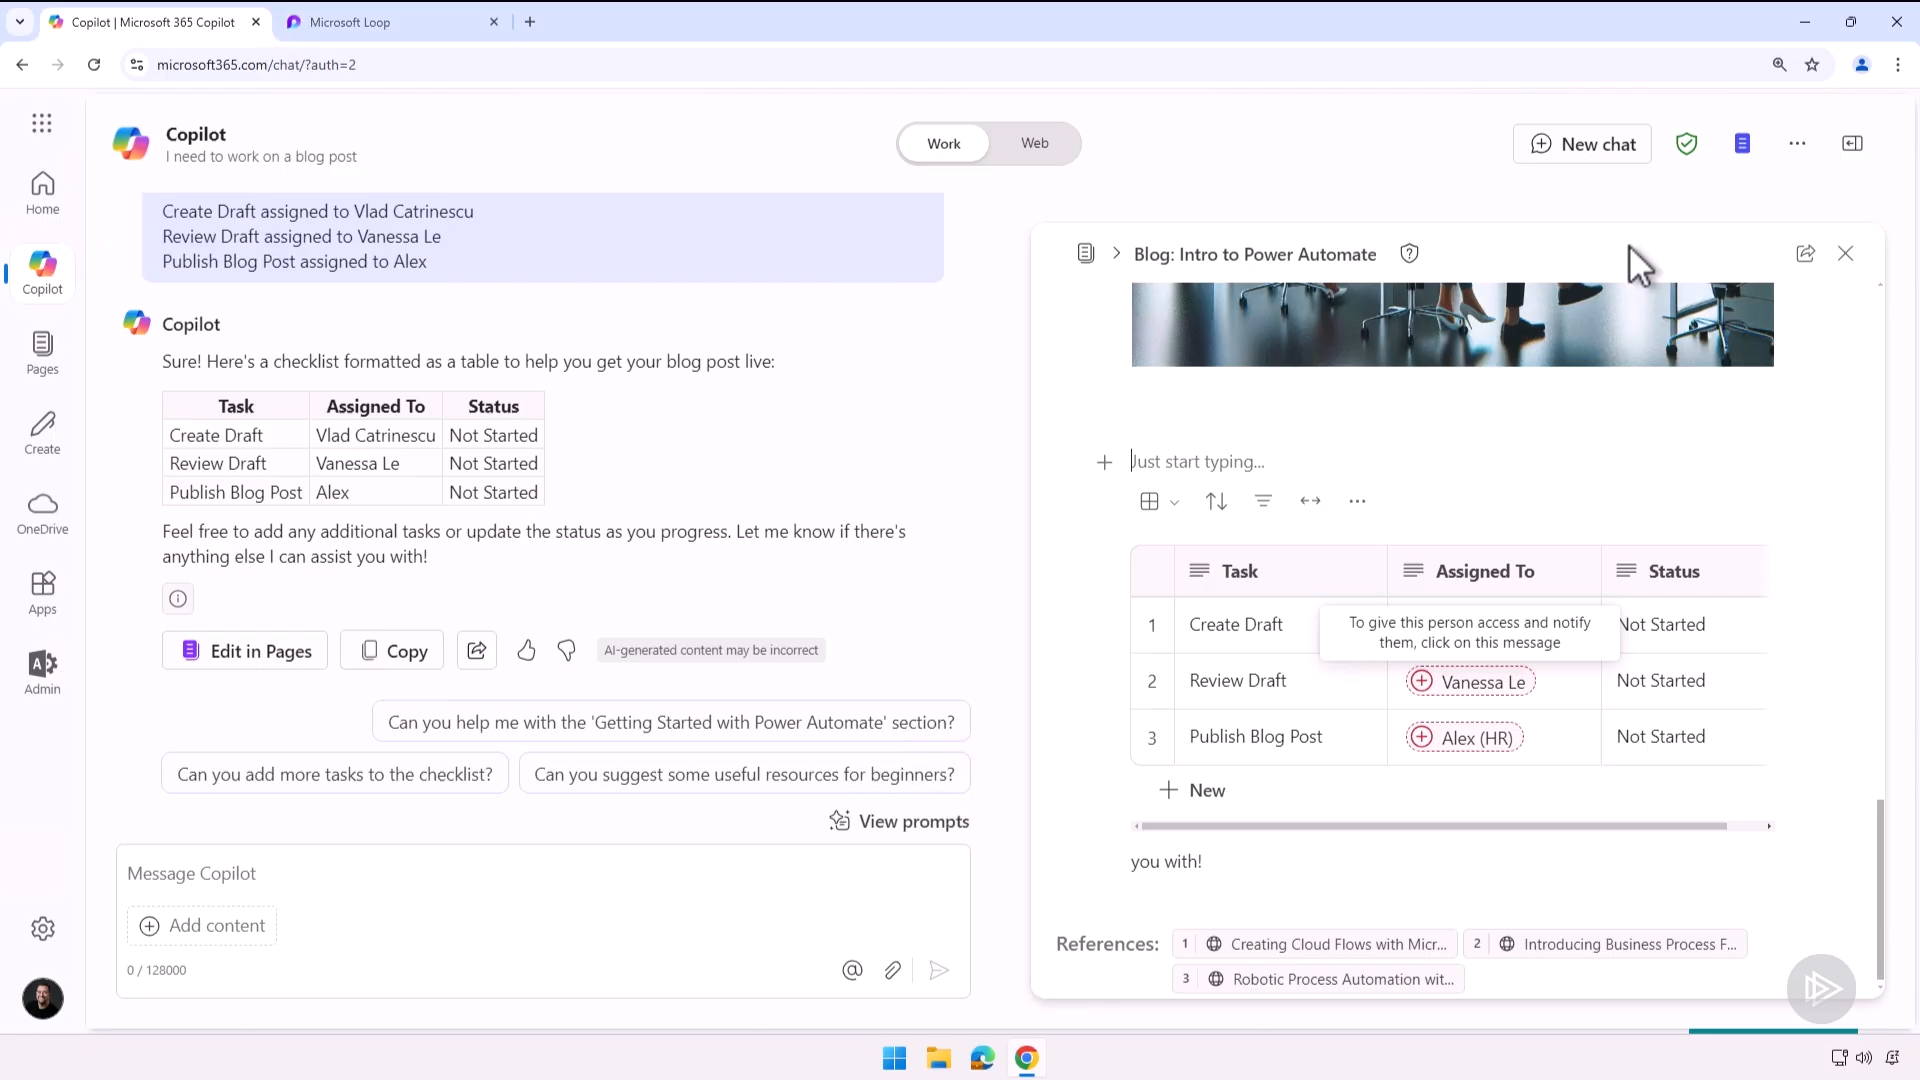 Copilot | Microsoft 365 Copilot
Microsoft Loop
microsoft365.com/chat/?auth=2
Copilot
I need to work on a blog post
Work
Web
New chat
Home
Copilot
Pages
Create
OneDrive
Apps
Admin
Create Draft assigned to Vlad Catrinescu
Review Draft assigned to Vanessa Le
Publish Blog Post assigned to Alex
Copilot
Sure! Here's a checklist formatted as a table to help you get your blog post live:
Task Assigned To Status
Create Draft Vlad Catrinescu Not Started
Review Draft Vanessa Le Not Started
Publish Blog Post Alex Not Started
Feel free to add any additional tasks or update the status as you progress. Let me know if there's
anything else I can assist you with!
Edit in Pages
Copy
AI-generated content may be incorrect
Can you help me with the 'Getting Started with Power Automate' section?
Can you add more tasks to the checklist?
Can you suggest some useful resources for beginners?
View prompts
Message Copilot
Add content
0 / 128000
Blog: Intro to Power Automate
Just start typing...
Task Assigned To Status
1 Create Draft Not Started
To give this person access and notify
them, click on this message
2 Review Draft Vanessa Le Not Started
3 Publish Blog Post Alex (HR) Not Started
New
you with!
References:
1 Creating Cloud Flows with Micr...
2 Introducing Business Process F...
3 Robotic Process Automation wit...